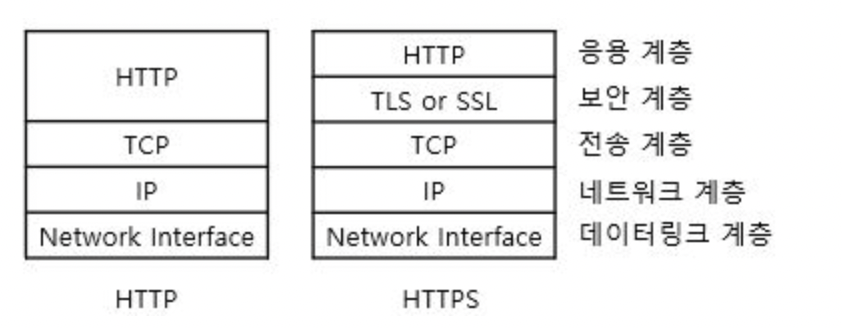 HTTP
TCP
IP
Network Interface
HTTP
HTTP
TLS or SSL
TCP
IP
Network Interface
HTTPS
응용 계층
보안 계층
전송 계층
네트워크 계층
데이터링크 계층